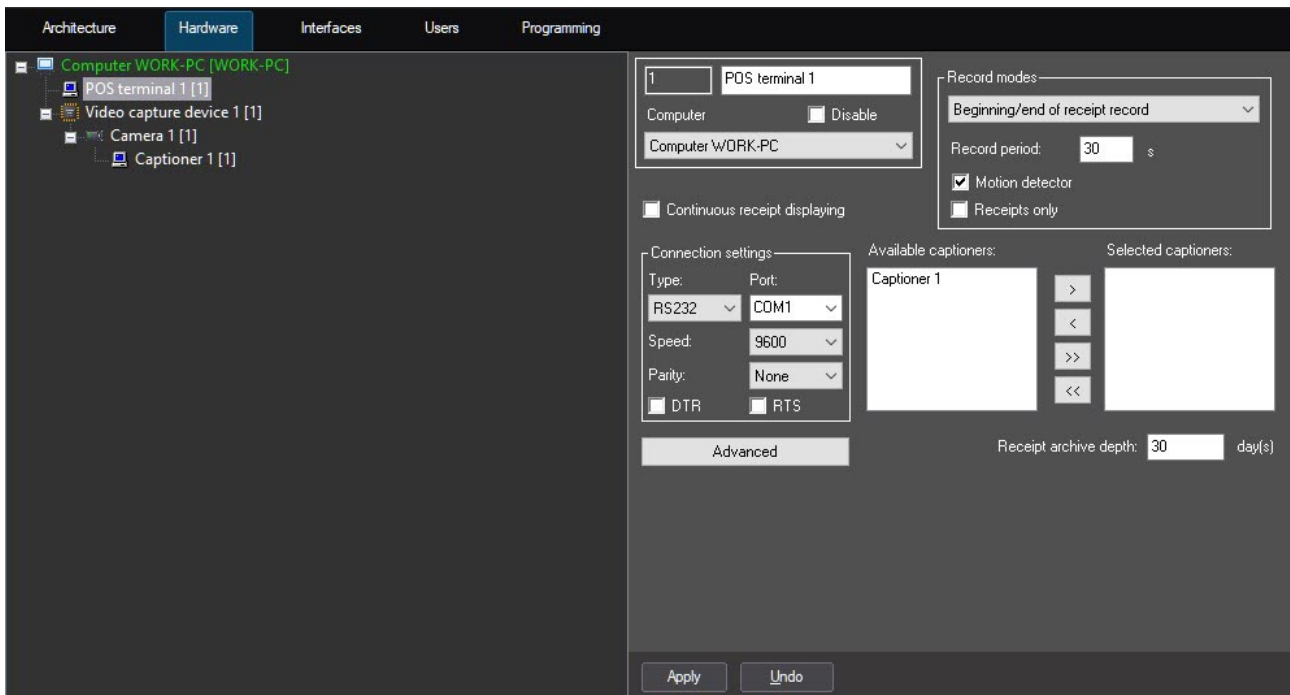 Architecture Hardware Interfaces Users Programming
Computer WORK-PC [WORK-PC]
POS terminal 1 [1]
Video capture device 1 [1]
Camera 1 [1]
Captioner 1 [1]
1 POS terminal 1
Computer Disable
Computer WORK-PC
Record modes
Beginning/end of receipt record
Record period: 30 s
Motion detector
Receipts only
Continuous receipt displaying
Connection settings
Type: Port:
RS232 COM1
Speed: 9600
Parity: None
DTR RTS
Advanced
Available captioners: Selected captioners:
Captioner 1
>
<
>>
<<
Receipt archive depth: 30 day(s)
Apply Undo